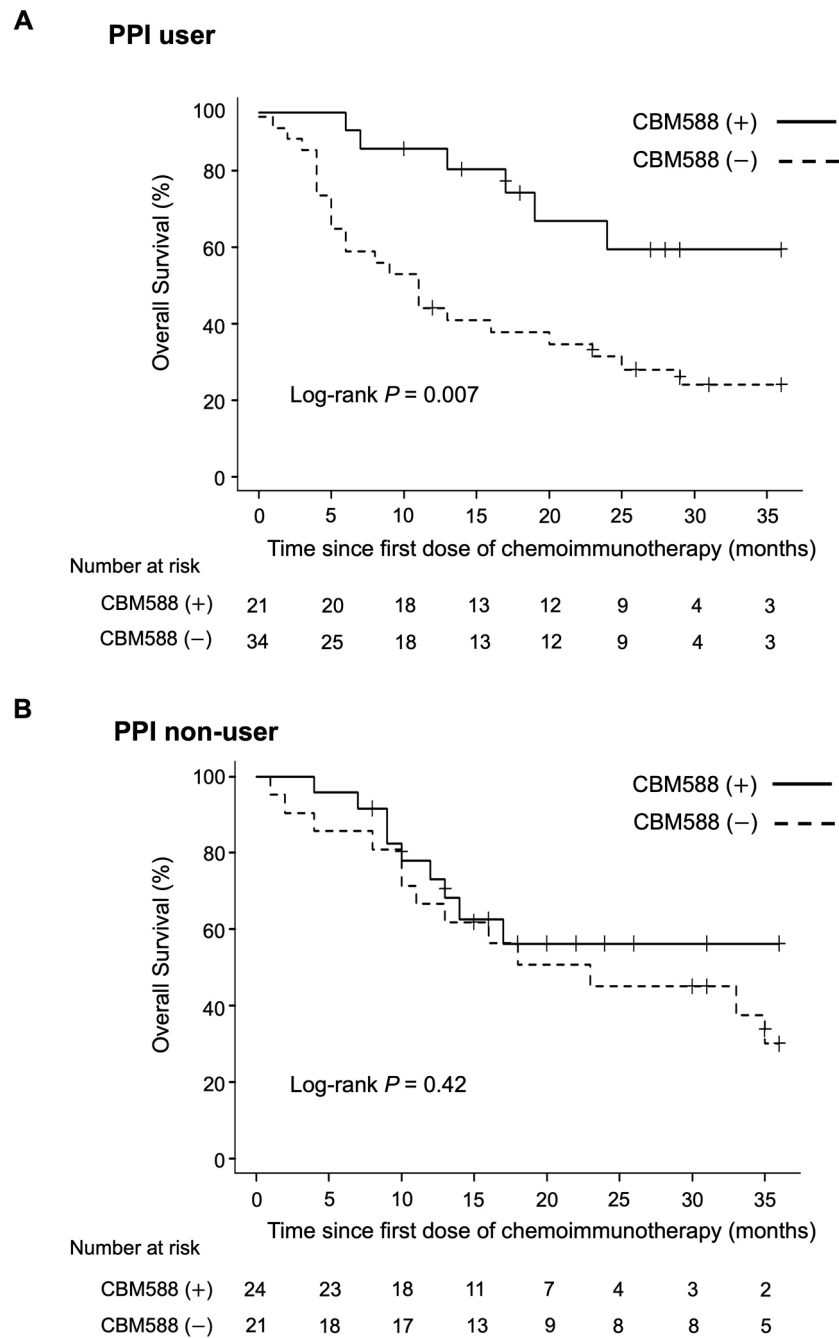 A
PPI user
100
80
60
40
20
0
Overall Survival (%)
CBM588 (+)
CBM588 (−)
Log-rank P = 0.007
0 5 10 15 20 25 30 35
Time since first dose of chemoimmunotherapy (months)
Number at risk
CBM588 (+) 21 20 18 13 12 9 4 3
CBM588 (−) 34 25 18 13 12 9 4 3
B
PPI non-user
100
80
60
40
20
0
Overall Survival (%)
CBM588 (+)
CBM588 (−)
Log-rank P = 0.42
0 5 10 15 20 25 30 35
Time since first dose of chemoimmunotherapy (months)
Number at risk
CBM588 (+) 24 23 18 11 7 4 3 2
CBM588 (−) 21 18 17 13 9 8 8 5